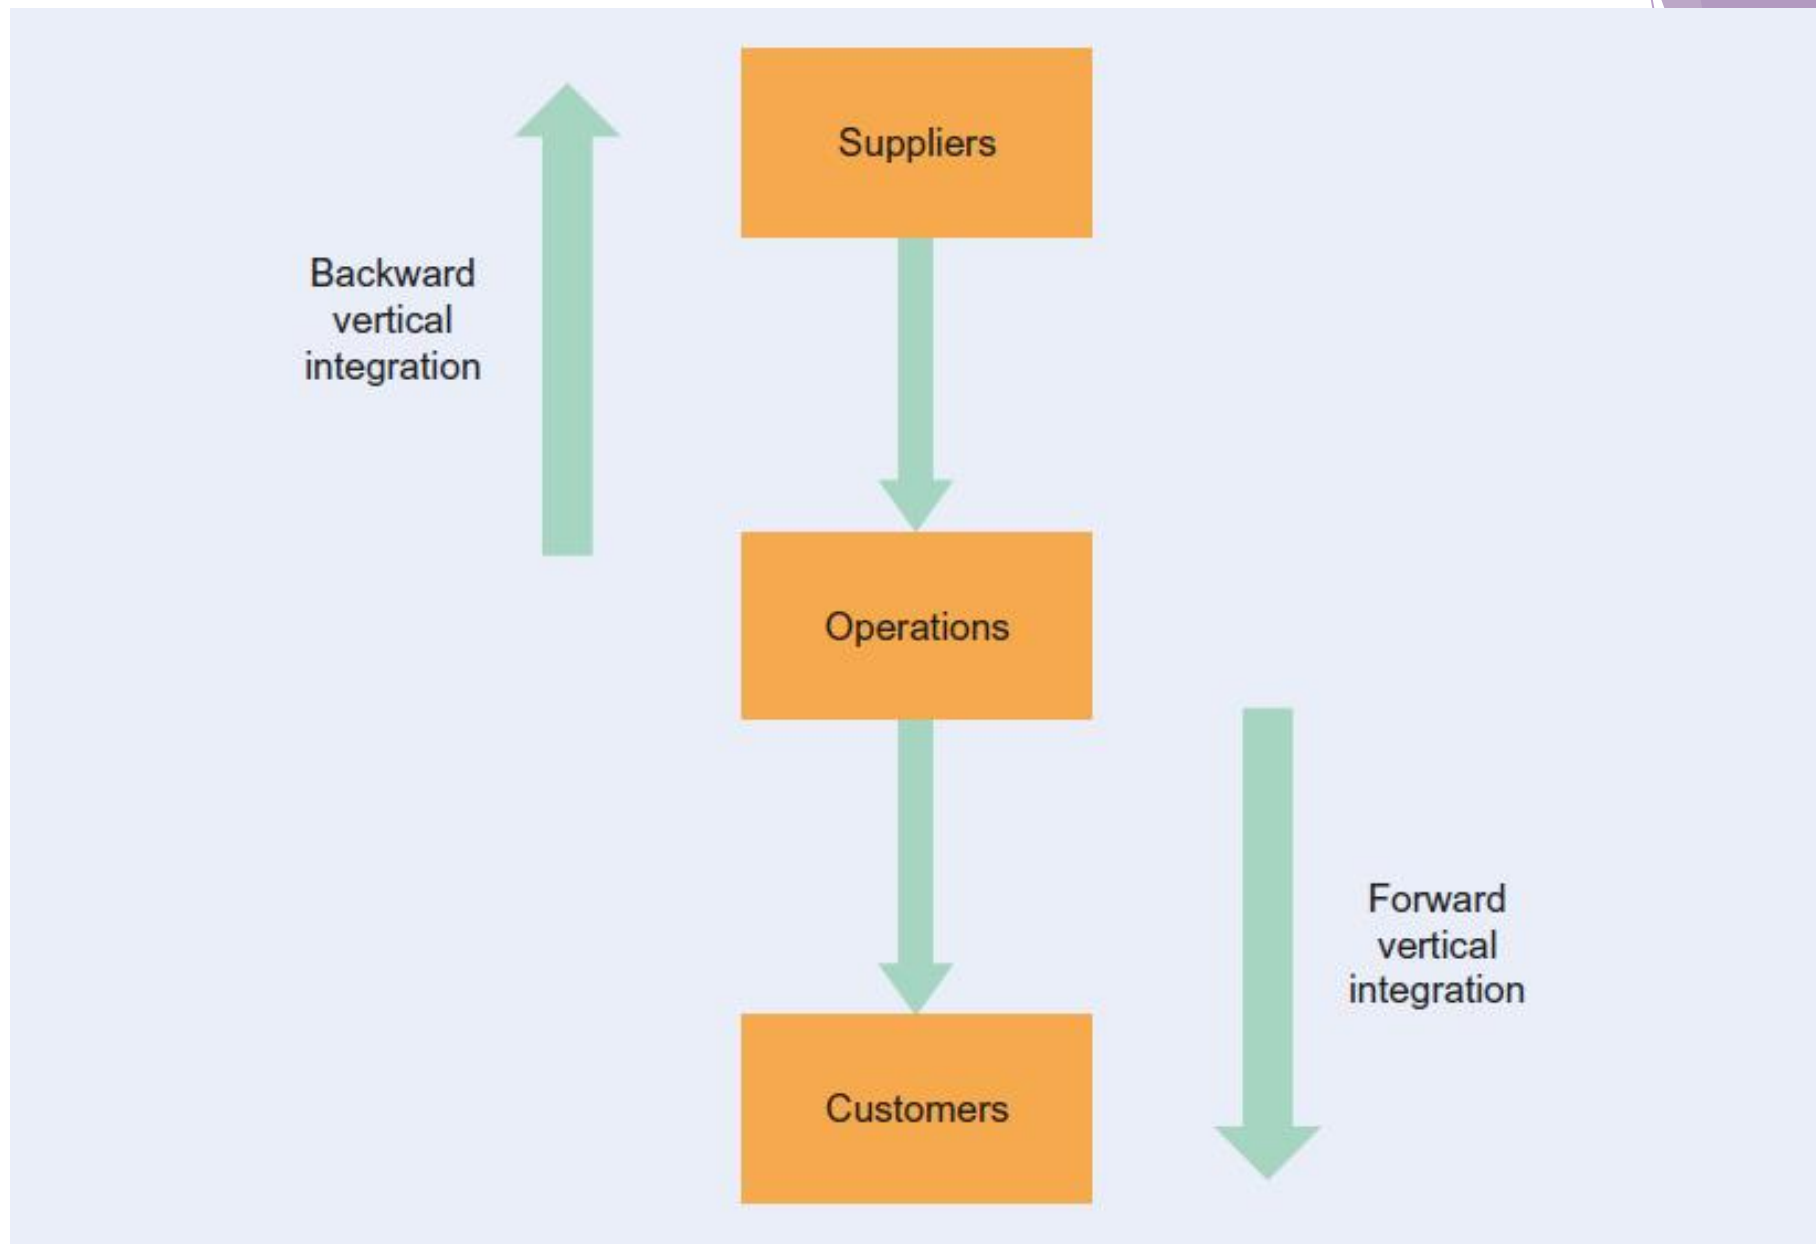 Suppliers
Backward
vertical
integration
Operations
Forward
vertical
integration
Customers